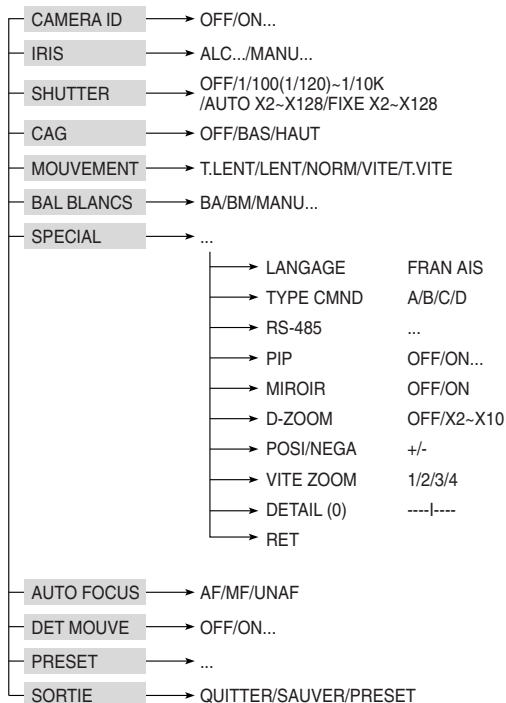 CAMERA ID OFF/ON...
IRIS ALC.../MANU...
SHUTTER OFF/1/100(1/120)~1/10K
/AUTO X2~X128/FIXE X2~X128
CAG OFF/BAS/HAUT
MOUVEMENT T.LENT/LENT/NORM/VITE/T.VITE
BAL BLANCS BA/BM/MANU...
SPECIAL ...
LANGAGE FRAN AIS
TYPE CMND A/B/C/D
RS-485 ...
PIP OFF/ON...
MIROIR OFF/ON
D-ZOOM OFF/X2~X10
POSI/NEGA +/-
VITE ZOOM 1/2/3/4
DETAIL (0) ----I----
RET
AUTO FOCUS AF/MF/UNAF
DET MOUVE OFF/ON...
PRESET ...
SORTIE QUITTER/SAUVER/PRESET